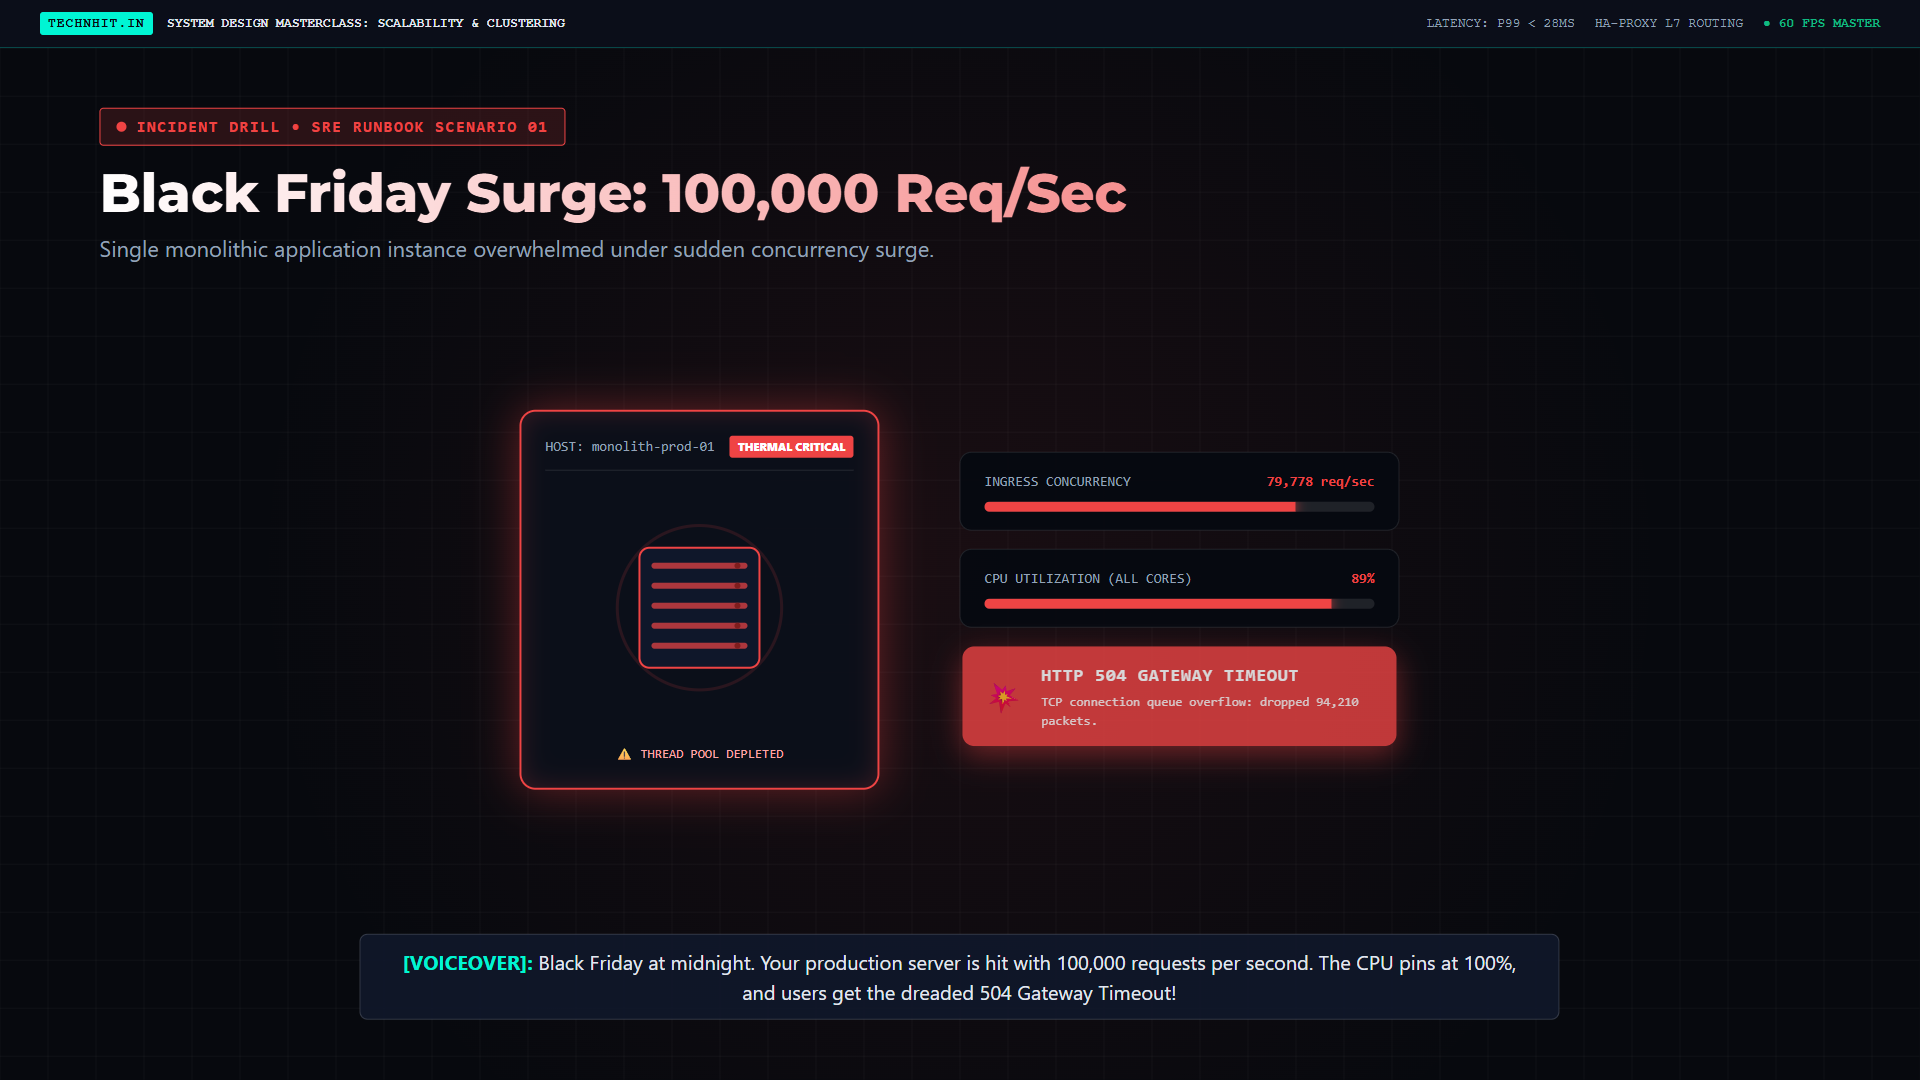 TECHNHIT.IN SYSTEM DESIGN MASTERCLASS: SCALABILITY & CLUSTERING
LATENCY: P99 < 28MS HA-PROXY L7 ROUTING ● 60 FPS MASTER
● INCIDENT DRILL • SRE RUNBOOK SCENARIO 01
Black Friday Surge: 100,000 Req/Sec
Single monolithic application instance overwhelmed under sudden concurrency surge.
HOST: monolith-prod-01 THERMAL CRITICAL
⚠ THREAD POOL DEPLETED
INGRESS CONCURRENCY 79,778 req/sec
CPU UTILIZATION (ALL CORES) 89%
HTTP 504 GATEWAY TIMEOUT
TCP connection queue overflow: dropped 94,210
packets.
[VOICEOVER]: Black Friday at midnight. Your production server is hit with 100,000 requests per second. The CPU pins at 100%,
and users get the dreaded 504 Gateway Timeout!